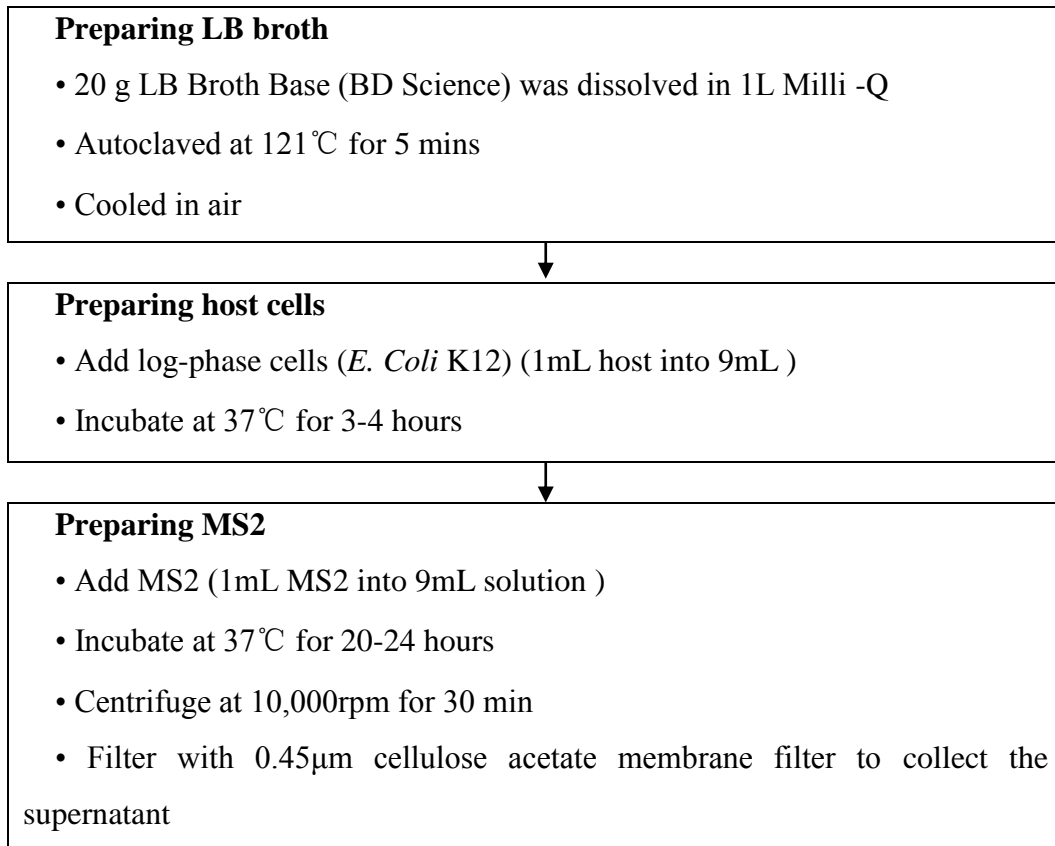 Preparing LB broth
• 20 g LB Broth Base (BD Science) was dissolved in 1L Milli -Q
• Autoclaved at 121℃ for 5 mins
• Cooled in air
Preparing host cells
• Add log-phase cells (E. Coli K12) (1mL host into 9mL )
• Incubate at 37℃ for 3-4 hours
Preparing MS2
• Add MS2 (1mL MS2 into 9mL solution )
• Incubate at 37℃ for 20-24 hours
• Centrifuge at 10,000rpm for 30 min
• Filter with 0.45μm cellulose acetate membrane filter to collect the
supernatant